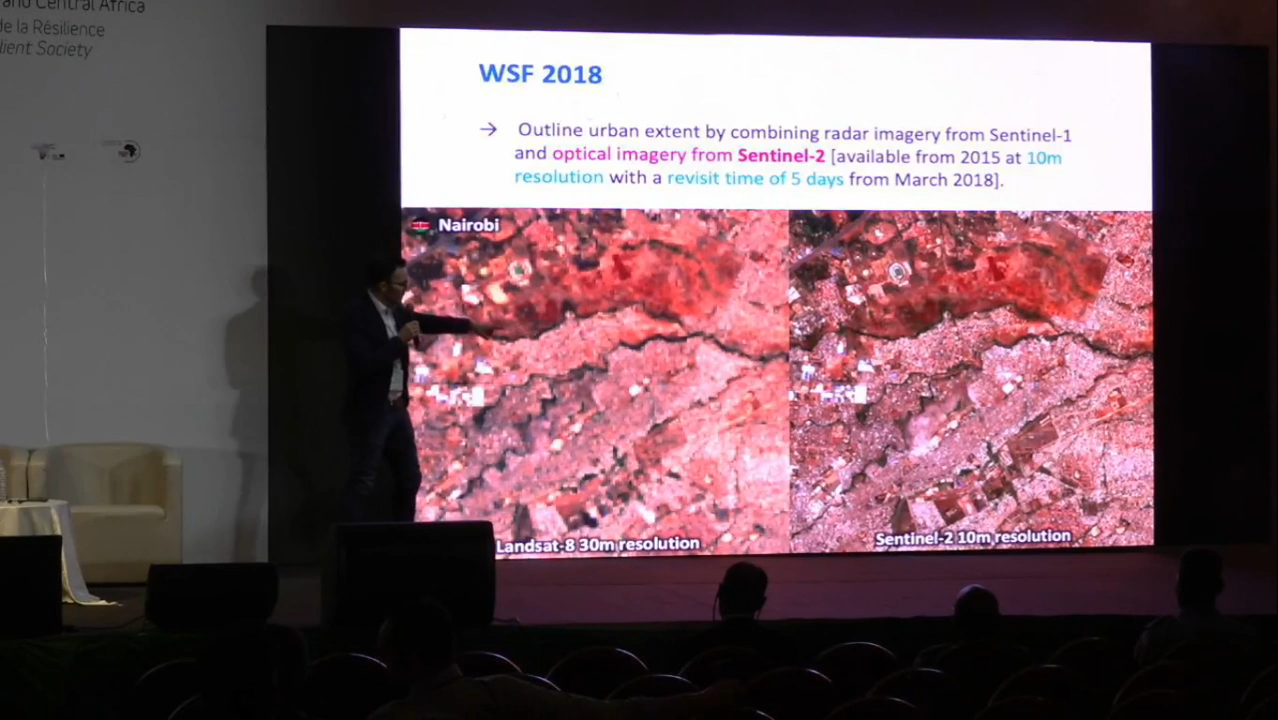 and Central Africa
de la Résilience
lient Society
WSF 2018
→ Outline urban extent by combining radar imagery from Sentinel-1
and optical imagery from Sentinel-2 [available from 2015 at 10m
resolution with a revisit time of 5 days from March 2018].
Nairobi
Landsat-8 30m resolution
Sentinel-2 10m resolution